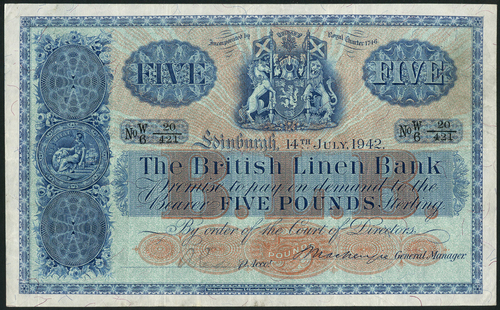 Incorporated by Royal Charter 1746
FIVE FIVE
No W/6 20/421 No W/6 20/421
Edinburgh, 14TH JULY, 1942.
The British Linen Bank
Promise to pay on demand to the
Bearer FIVE POUNDS Sterling
By order of the Court of Directors.
p. Acct. Mackenzie General Manager